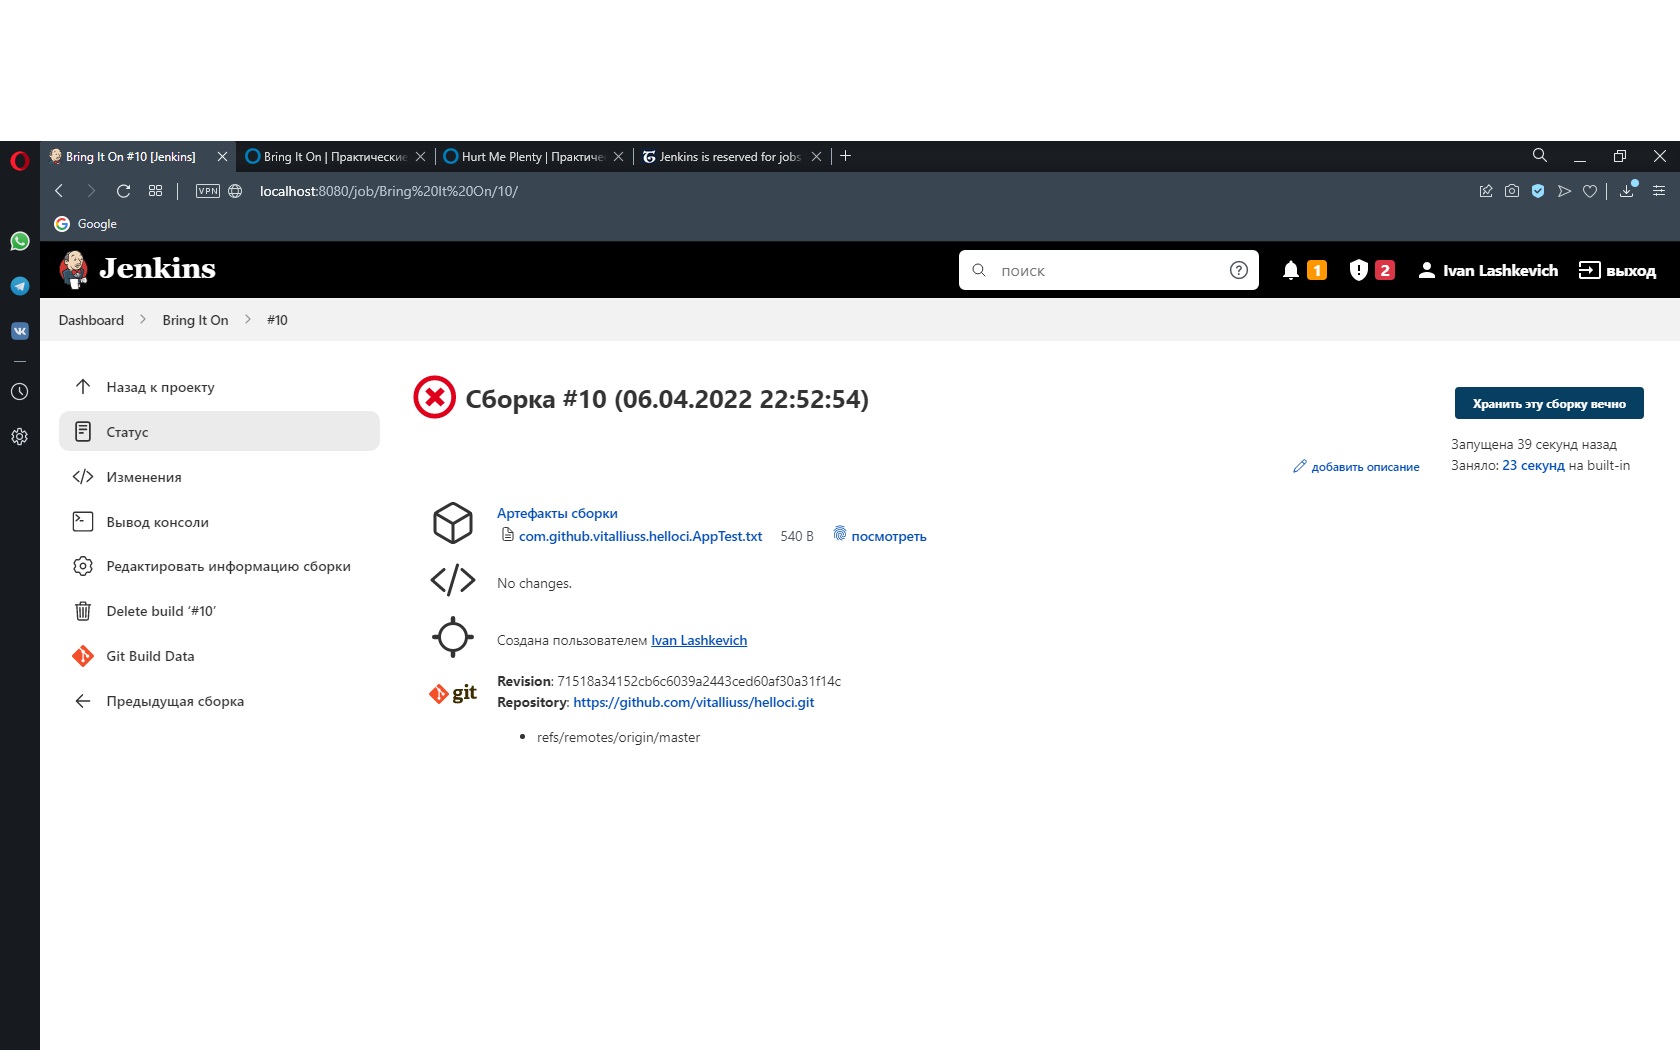 Bring It On #10 [Jenkins]
Bring It On | Практические
Hurt Me Plenty | Практичес
Jenkins is reserved for jobs
VPN
localhost:8080/job/Bring%20It%20On/10/
Google
Jenkins
поиск
1
2
Ivan Lashkevich
выход
Dashboard
Bring It On
#10
Назад к проекту
Статус
Изменения
Вывод консоли
Редактировать информацию сборки
Delete build ‘#10’
Git Build Data
Предыдущая сборка
Сборка #10 (06.04.2022 22:52:54)
Хранить эту сборку вечно
Запущена 39 секунд назад
добавить описание
Заняло: 23 секунд на built-in
Артефакты сборки
com.github.vitalliuss.helloci.AppTest.txt 540 B посмотреть
No changes.
Создана пользователем Ivan Lashkevich
git
Revision: 71518a34152cb6c6039a2443ced60af30a31f14c
Repository: https://github.com/vitalliuss/helloci.git
refs/remotes/origin/master